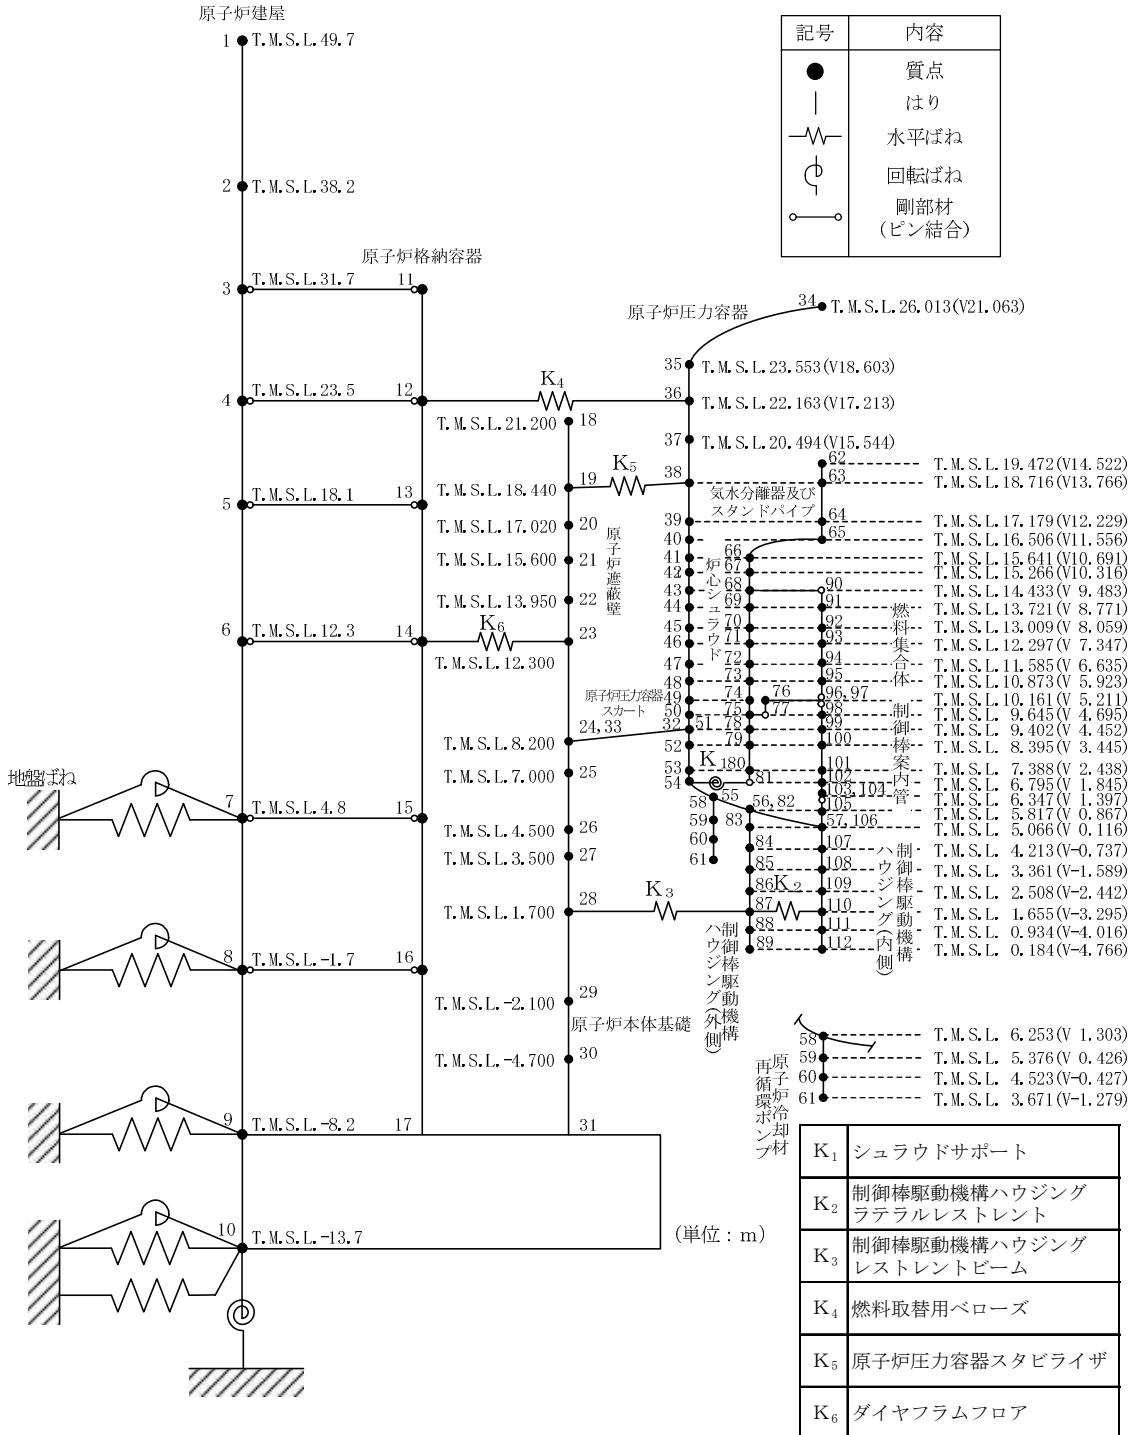 原子炉建屋
1 T.M.S.L.49.7
2 T.M.S.L.38.2
3 T.M.S.L.31.7
4 T.M.S.L.23.5
5 T.M.S.L.18.1
6 T.M.S.L.12.3
地盤ばね
7 T.M.S.L.4.8
8 T.M.S.L.-1.7
9 T.M.S.L.-8.2
10 T.M.S.L.-13.7
原子炉格納容器
11
12
13
14
15
16
17
K4
K5
K6
K3
T.M.S.L.21.200 18
T.M.S.L.18.440 19
T.M.S.L.17.020 20
T.M.S.L.15.600 21
T.M.S.L.13.950 22
T.M.S.L.12.300 23
T.M.S.L.8.200 24,33
T.M.S.L.7.000 25
T.M.S.L.4.500 26
T.M.S.L.3.500 27
T.M.S.L.1.700 28
T.M.S.L.-2.100 29
T.M.S.L.-4.700 30
31
原子炉遮蔽壁
原子炉本体基礎
原子炉圧力容器
スカート
(単位:m)
原子炉圧力容器
34 T.M.S.L.26.013(V21.063)
35 T.M.S.L.23.553(V18.603)
36 T.M.S.L.22.163(V17.213)
37 T.M.S.L.20.494(V15.544)
38
39
40
41
42
43
44
45
46
47
48
49
50
32 51
52
53
54
55
58
59
60
61
気水分離器及び
スタンドパイプ
炉心シュラウド
62
63
64
65
66
67
68
69
70
71
72
73
74
75
76
77
78
79
K1 80
81
56,82
83
84
85
86
87
88
89
K2
90
91
92
93
94
95
96,97
98
99
100
101
102
103,104
105
57,106
107
108
109
110
111
112
燃料集合体
制御棒案内管
制御棒駆動機構
ハウジング(内側)
制御棒駆動機構
ハウジング(外側)
T.M.S.L.19.472(V14.522)
T.M.S.L.18.716(V13.766)
T.M.S.L.17.179(V12.229)
T.M.S.L.16.506(V11.556)
T.M.S.L.15.641(V10.691)
T.M.S.L.15.266(V10.316)
T.M.S.L.14.433(V 9.483)
T.M.S.L.13.721(V 8.771)
T.M.S.L.13.009(V 8.059)
T.M.S.L.12.297(V 7.347)
T.M.S.L.11.585(V 6.635)
T.M.S.L.10.873(V 5.923)
T.M.S.L.10.161(V 5.211)
T.M.S.L. 9.645(V 4.695)
T.M.S.L. 9.402(V 4.452)
T.M.S.L. 8.395(V 3.445)
T.M.S.L. 7.388(V 2.438)
T.M.S.L. 6.795(V 1.845)
T.M.S.L. 6.347(V 1.397)
T.M.S.L. 5.817(V 0.867)
T.M.S.L. 5.066(V 0.116)
T.M.S.L. 4.213(V-0.737)
T.M.S.L. 3.361(V-1.589)
T.M.S.L. 2.508(V-2.442)
T.M.S.L. 1.655(V-3.295)
T.M.S.L. 0.934(V-4.016)
T.M.S.L. 0.184(V-4.766)
原子炉冷却材
再循環ポンプ
58 T.M.S.L. 6.253(V 1.303)
59 T.M.S.L. 5.376(V 0.426)
60 T.M.S.L. 4.523(V-0.427)
61 T.M.S.L. 3.671(V-1.279)
記号 内容
質点
はり
水平ばね
回転ばね
剛部材
(ピン結合)
K1 シュラウドサポート
K2 制御棒駆動機構ハウジング
ラテラルレストレント
K3 制御棒駆動機構ハウジング
レストレントビーム
K4 燃料取替用ベローズ
K5 原子炉圧力容器スタビライザ
K6 ダイヤフラムフロア